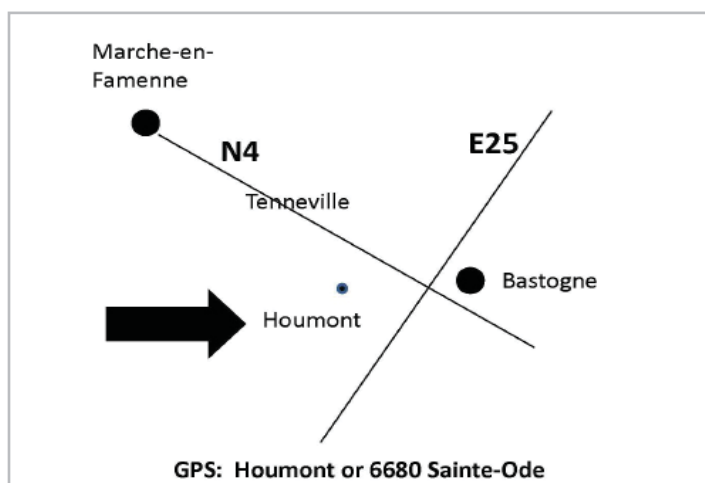 Marche-en-
Famenne
N4
E25
Tenneville
Bastogne
Houmont
GPS: Houmont or 6680 Sainte-Ode